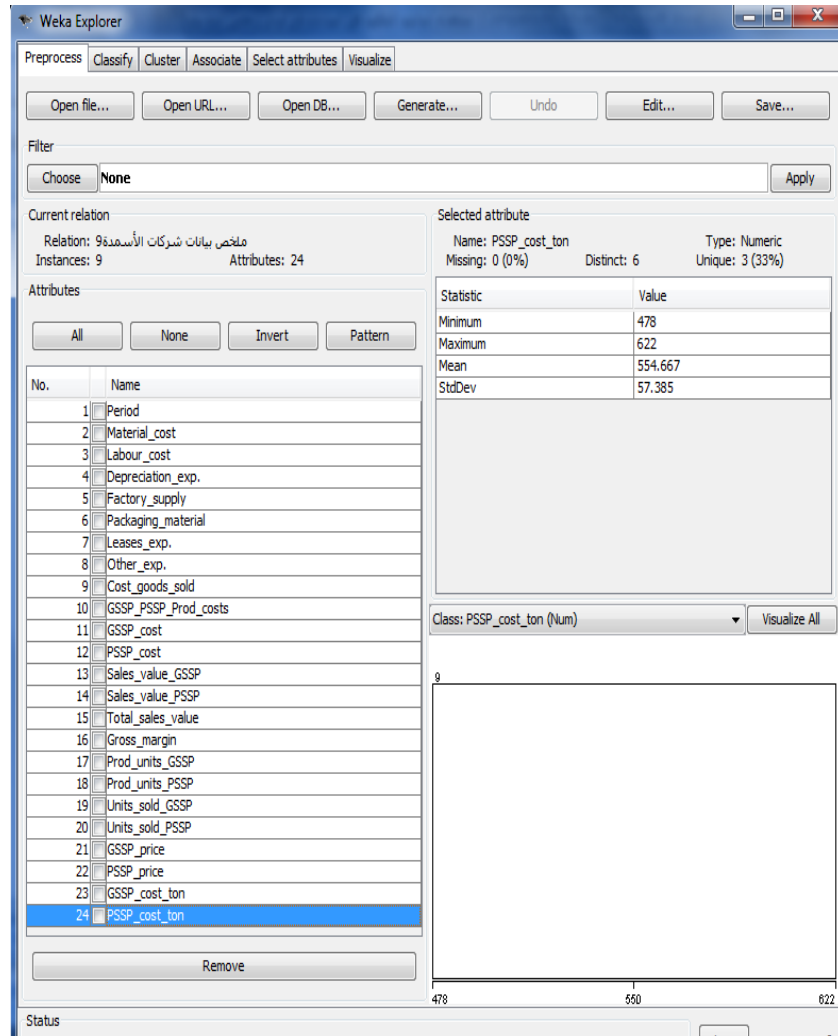 Weka Explorer
X
Preprocess Classify Cluster Associate Select attributes Visualize
Open file... Open URL... Open DB... Generate... Undo Edit... Save...
Filter
Choose None Apply
Current relation
Relation: ملخص بيانات شركات الأسمدة9
Instances: 9 Attributes: 24
Selected attribute
Name: PSSP_cost_ton Type: Numeric
Missing: 0 (0%) Distinct: 6 Unique: 3 (33%)
Statistic Value
Minimum 478
Maximum 622
Mean 554.667
StdDev 57.385
Attributes
All None Invert Pattern
No. Name
1 Period
2 Material_cost
3 Labour_cost
4 Depreciation_exp.
5 Factory_supply
6 Packaging_material
7 Leases_exp.
8 Other_exp.
9 Cost_goods_sold
10 GSSP_PSSP_Prod_costs
11 GSSP_cost
12 PSSP_cost
13 Sales_value_GSSP
14 Sales_value_PSSP
15 Total_sales_value
16 Gross_margin
17 Prod_units_GSSP
18 Prod_units_PSSP
19 Units_sold_GSSP
20 Units_sold_PSSP
21 GSSP_price
22 PSSP_price
23 GSSP_cost_ton
24 PSSP_cost_ton
Remove
Class: PSSP_cost_ton (Num) Visualize All
9
478 550 622
Status